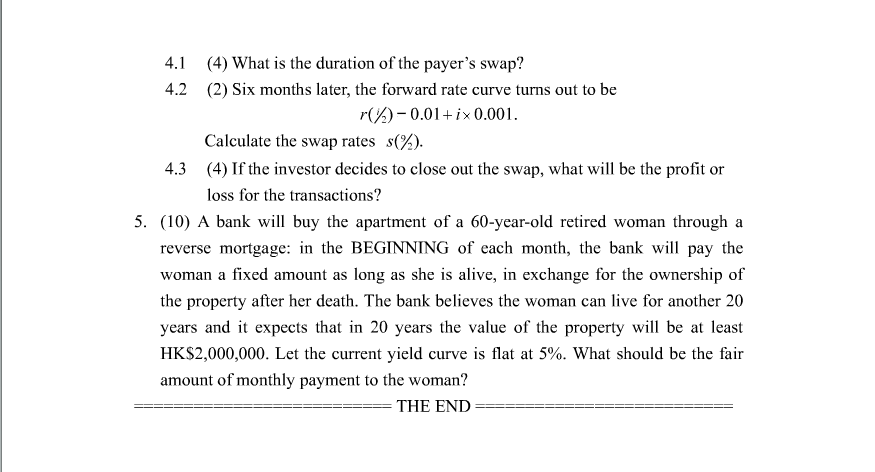 4.1 (4) What is the duration of the payer's swap?
4.2 (2) Six months later, the forward rate curve turns out to be
r(i/2) − 0.01 + i × 0.001.
Calculate the swap rates s(%).
4.3 (4) If the investor decides to close out the swap, what will be the profit or
loss for the transactions?
5. (10) A bank will buy the apartment of a 60-year-old retired woman through a
reverse mortgage: in the BEGINNING of each month, the bank will pay the
woman a fixed amount as long as she is alive, in exchange for the ownership of
the property after her death. The bank believes the woman can live for another 20
years and it expects that in 20 years the value of the property will be at least
HK$2,000,000. Let the current yield curve is flat at 5%. What should be the fair
amount of monthly payment to the woman?
========================== THE END ==========================